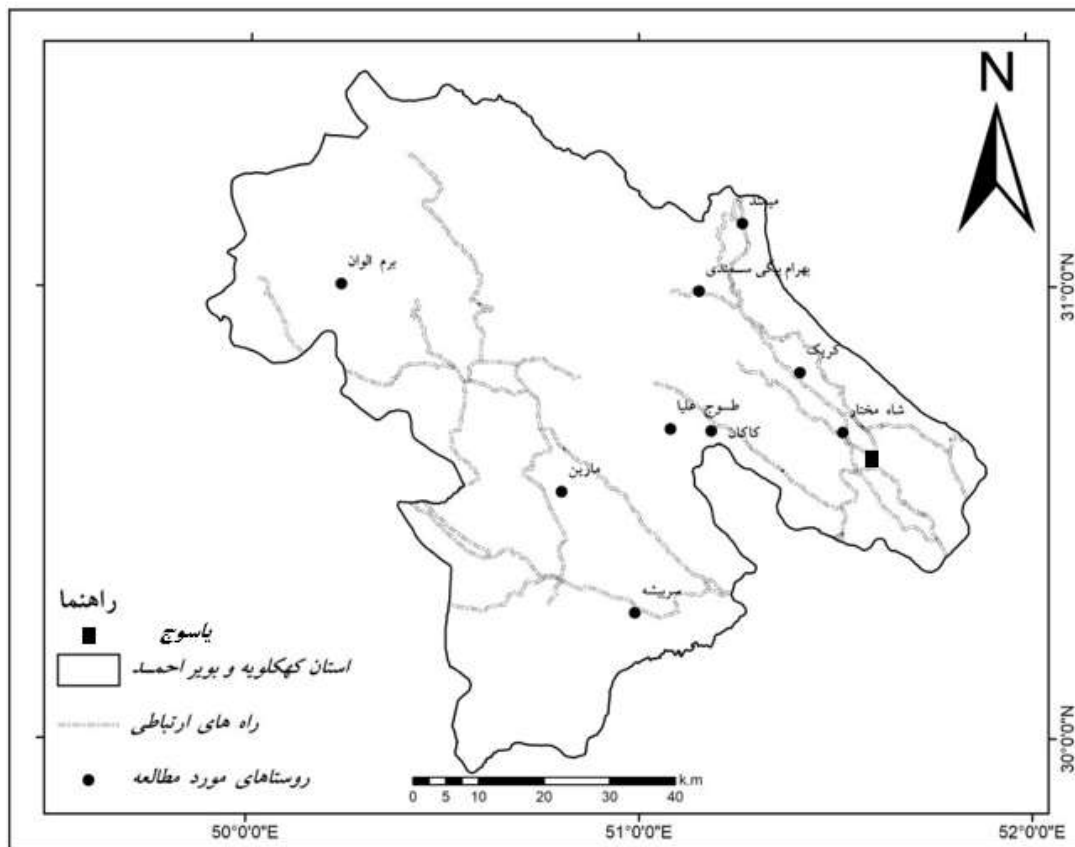 N
میمند
بهرام بیگی مسمندی
برم الوان
کریک
شاه مختار
طسوج علیا
کاکان
مازین
سربیشه
راهنما
یاسوج
استان کهکلویه و بویر احمد
راه های ارتباطی
روستاهای مورد مطالعه
k.m
0 5 10 20 30 40
50°0'0"E
51°0'0"E
52°0'0"E
31°0'0"N
30°0'0"N